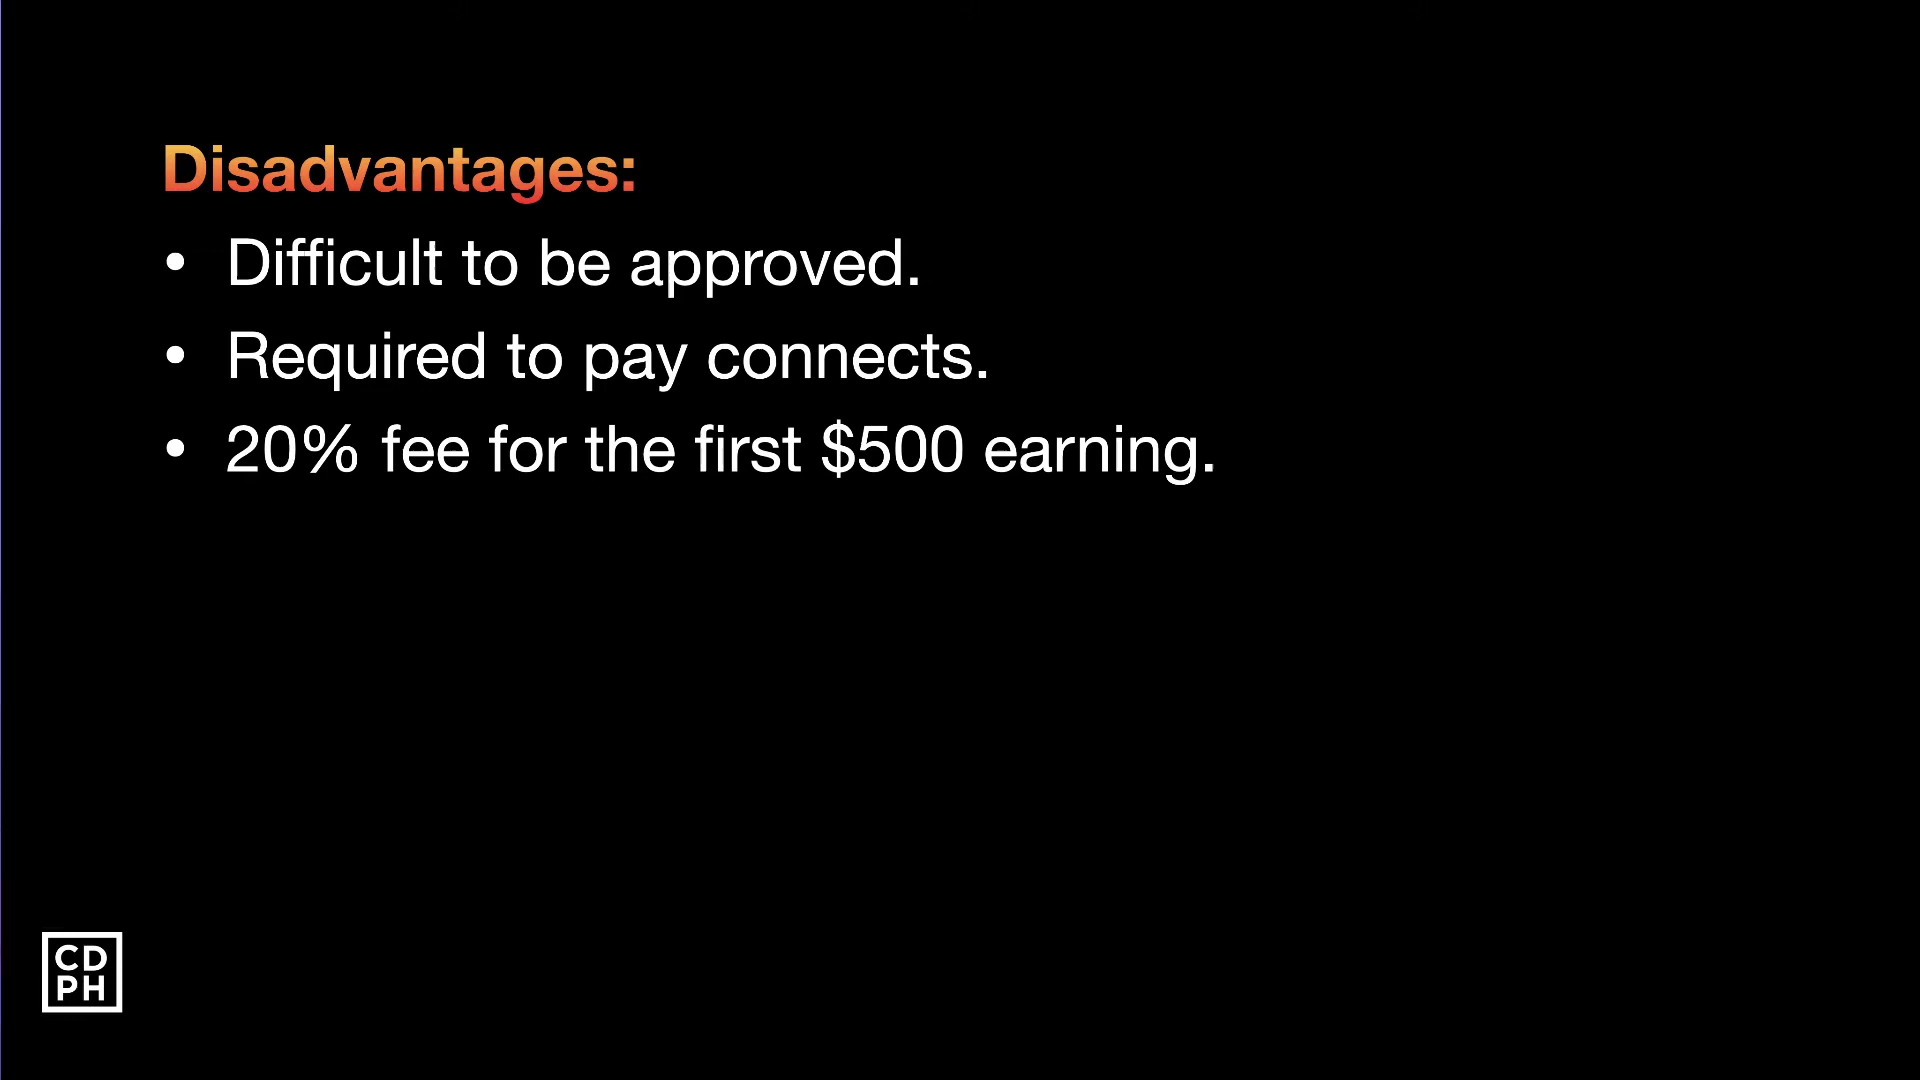 Disadvantages:
• Difficult to be approved.
• Required to pay connects.
• 20% fee for the first $500 earning.
CD
PH